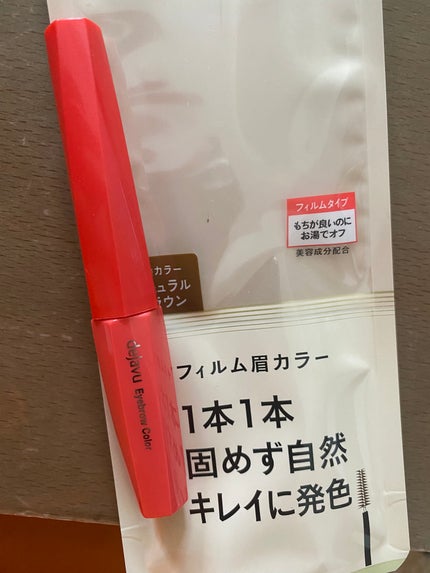 フィルムタイプ
もちが良いのに
お湯でオフ
美容成分配合
カラー
ュラル
ラウン
dejavu Eyebrow Color
フィルム眉カラー
1本1本
固めず自然
キレイに発色